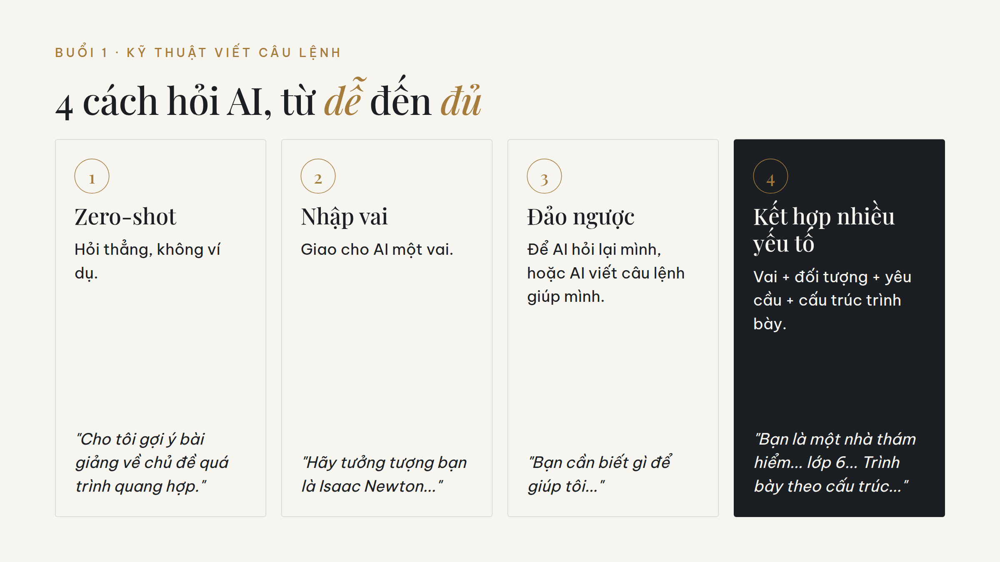 BUỔI 1 · KỸ THUẬT VIẾT CÂU LỆNH
4 cách hỏi AI, từ dễ đến đủ
1
Zero-shot
Hỏi thẳng, không ví
dụ.
"Cho tôi gợi ý bài
giảng về chủ đề quá
trình quang hợp."
2
Nhập vai
Giao cho AI một vai.
"Hãy tưởng tượng bạn
là Isaac Newton..."
3
Đảo ngược
Để AI hỏi lại mình,
hoặc AI viết câu lệnh
giúp mình.
"Bạn cần biết gì để
giúp tôi..."
4
Kết hợp nhiều
yếu tố
Vai + đối tượng + yêu
cầu + cấu trúc trình
bày.
"Bạn là một nhà thám
hiểm... lớp 6... Trình
bày theo cấu trúc..."